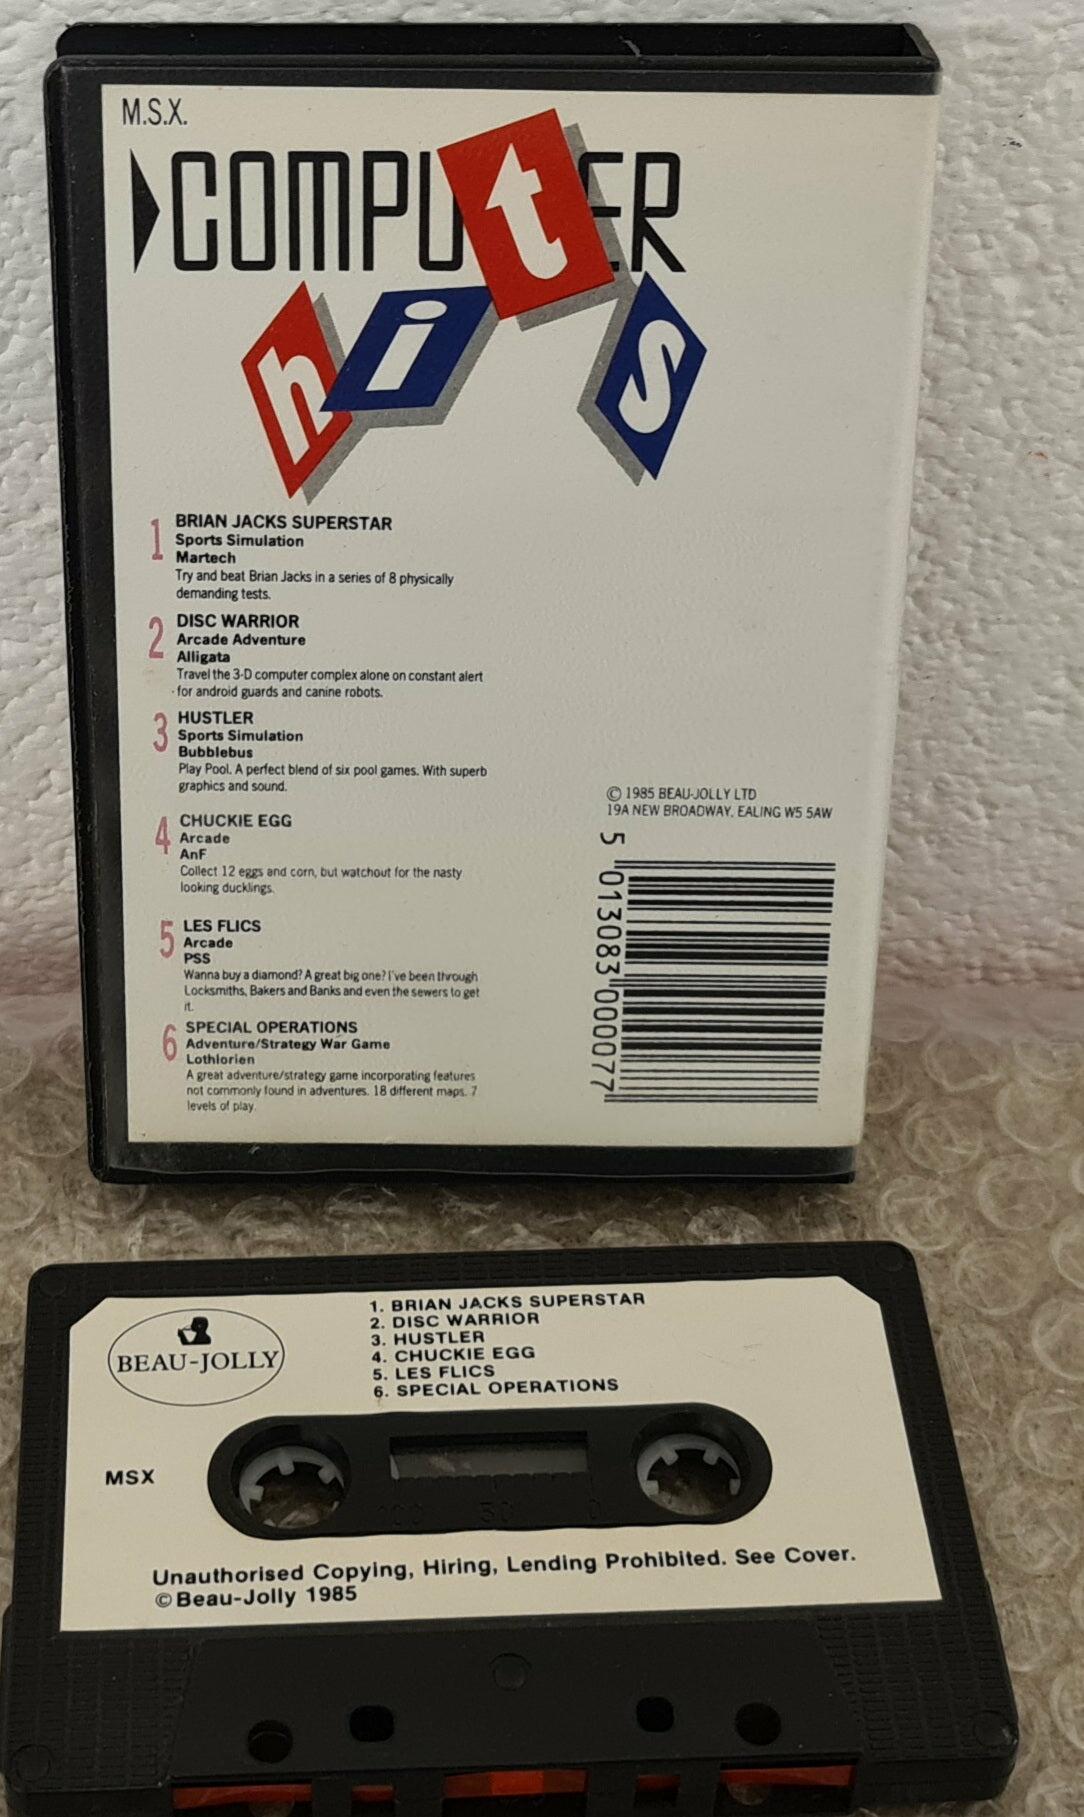 M.S.X.
COMPUtER
hits
1
BRIAN JACKS SUPERSTAR
Sports Simulation
Martech
Try and beat Brian Jacks in a series of 8 physically
demanding tests.
2
DISC WARRIOR
Arcade Adventure
Alligata
Travel the 3-D computer complex alone on constant alert
for android guards and canine robots.
3
HUSTLER
Sports Simulation
Bubblebus
Play Pool. A perfect blend of six pool games. With superb
graphics and sound.
4
CHUCKIE EGG
Arcade
AnF
Collect 12 eggs and corn, but watchout for the nasty
looking ducklings.
5
LES FLICS
Arcade
PSS
Wanna buy a diamond? A great big one? I've been through
Locksmiths, Bakers and Banks and even the sewers to get
it.
6
SPECIAL OPERATIONS
Adventure/Strategy War Game
Lothlorien
A great adventure/strategy game incorporating features
not commonly found in adventures. 18 different maps. 7
levels of play.
© 1985 BEAU-JOLLY LTD
19A NEW BROADWAY, EALING W5 5AW
5 013083 000077
BEAU-JOLLY
1. BRIAN JACKS SUPERSTAR
2. DISC WARRIOR
3. HUSTLER
4. CHUCKIE EGG
5. LES FLICS
6. SPECIAL OPERATIONS
MSX
100 50 0
Unauthorised Copying, Hiring, Lending Prohibited. See Cover.
© Beau-Jolly 1985